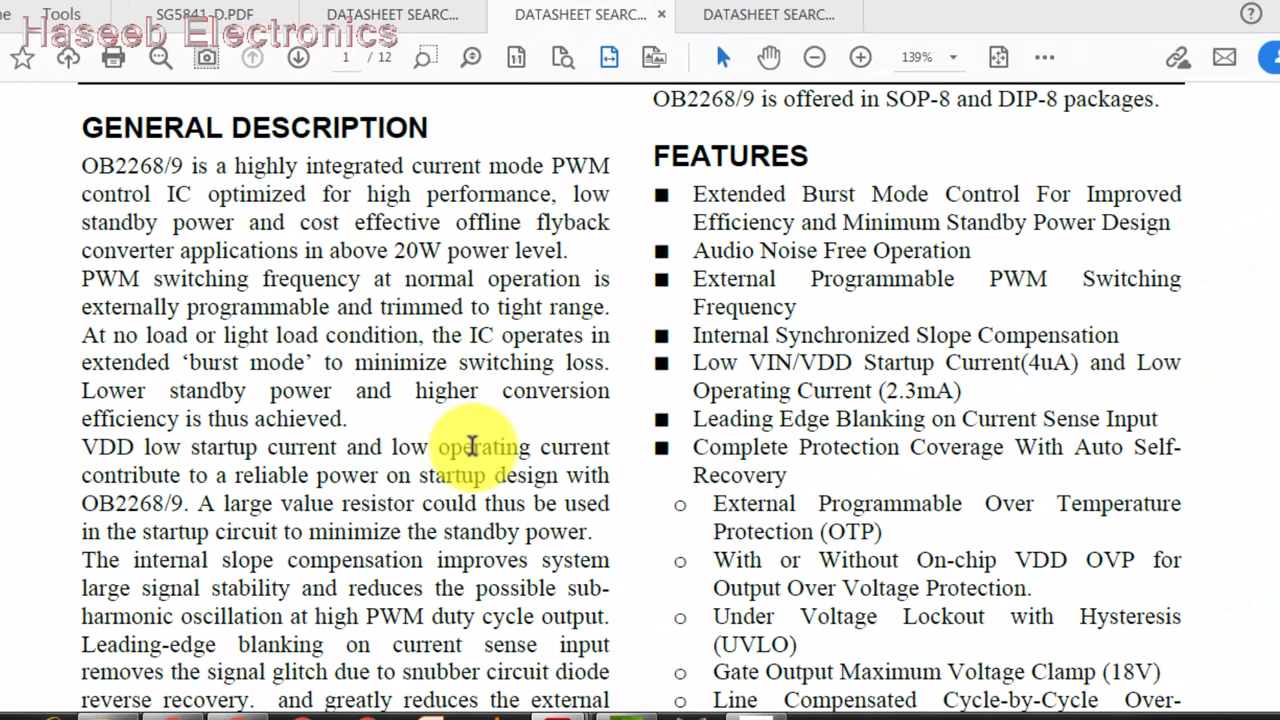 Tools
SG5841-D.PDF
DATASHEET SEARC...
DATASHEET SEARC...
×
DATASHEET SEARC...
Haseeb Electronics
1 / 12
139%
GENERAL DESCRIPTION
OB2268/9 is a highly integrated current mode PWM
control IC optimized for high performance, low
standby power and cost effective offline flyback
converter applications in above 20W power level.
PWM switching frequency at normal operation is
externally programmable and trimmed to tight range.
At no load or light load condition, the IC operates in
extended ‘burst mode’ to minimize switching loss.
Lower standby power and higher conversion
efficiency is thus achieved.
VDD low startup current and low operating current
contribute to a reliable power on startup design with
OB2268/9. A large value resistor could thus be used
in the startup circuit to minimize the standby power.
The internal slope compensation improves system
large signal stability and reduces the possible sub-
harmonic oscillation at high PWM duty cycle output.
Leading-edge blanking on current sense input
removes the signal glitch due to snubber circuit diode
reverse recovery. and greatly reduces the external
OB2268/9 is offered in SOP-8 and DIP-8 packages.
FEATURES
■ Extended Burst Mode Control For Improved
Efficiency and Minimum Standby Power Design
■ Audio Noise Free Operation
■ External Programmable PWM Switching
Frequency
■ Internal Synchronized Slope Compensation
■ Low VIN/VDD Startup Current(4uA) and Low
Operating Current (2.3mA)
■ Leading Edge Blanking on Current Sense Input
■ Complete Protection Coverage With Auto Self-
Recovery
o External Programmable Over Temperature
Protection (OTP)
o With or Without On-chip VDD OVP for
Output Over Voltage Protection.
o Under Voltage Lockout with Hysteresis
(UVLO)
o Gate Output Maximum Voltage Clamp (18V)
o Line Compensated Cycle-by-Cycle Over-